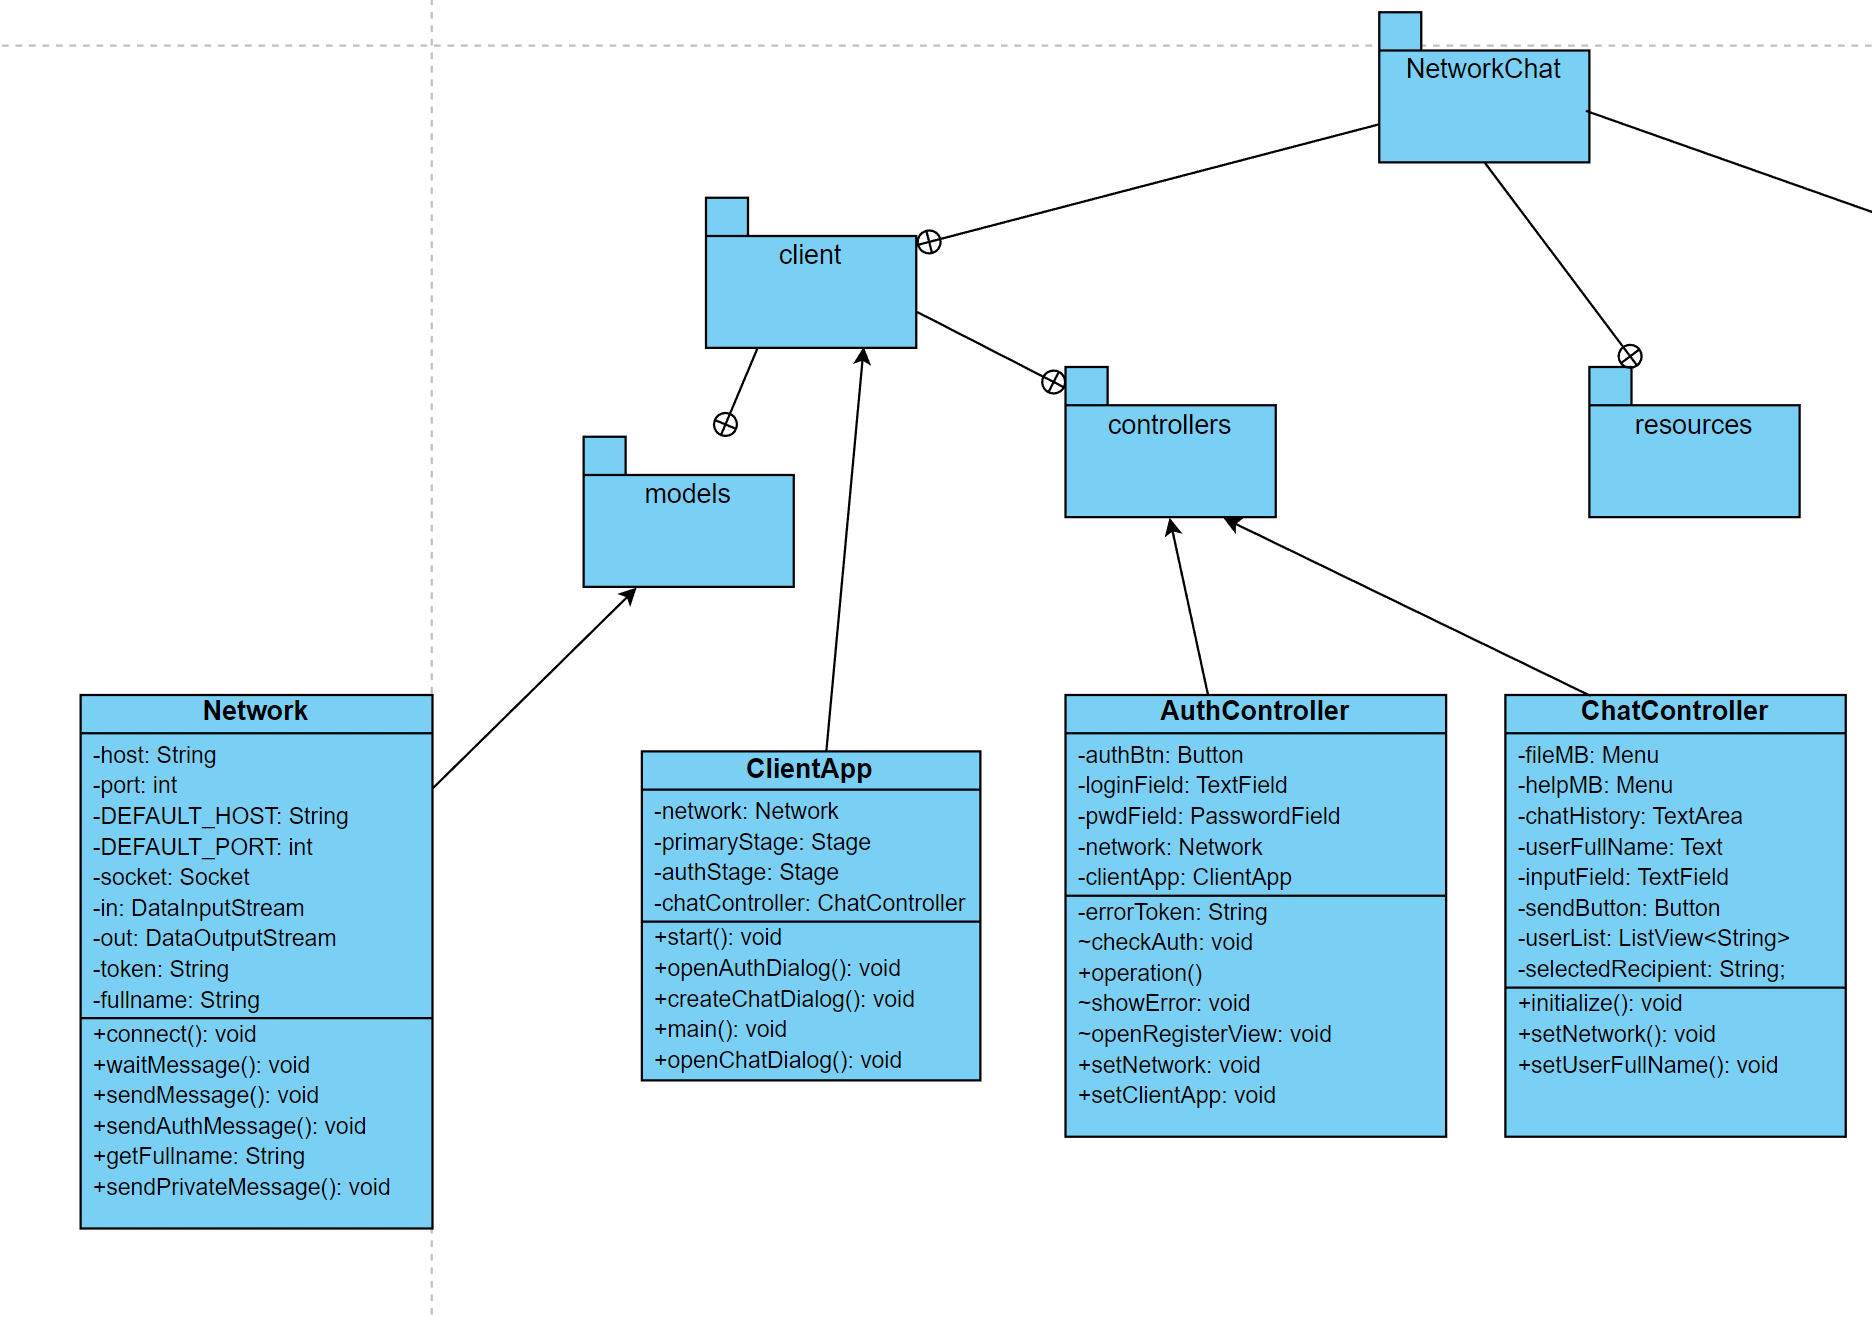 NetworkChat
client
controllers
resources
models
Network
-host: String
-port: int
-DEFAULT_HOST: String
-DEFAULT_PORT: int
-socket: Socket
-in: DataInputStream
-out: DataOutputStream
-token: String
-fullname: String
+connect(): void
+waitMessage(): void
+sendMessage(): void
+sendAuthMessage(): void
+getFullname: String
+sendPrivateMessage(): void
ClientApp
-network: Network
-primaryStage: Stage
-authStage: Stage
-chatController: ChatController
+start(): void
+openAuthDialog(): void
+createChatDialog(): void
+main(): void
+openChatDialog(): void
AuthController
-authBtn: Button
-loginField: TextField
-pwdField: PasswordField
-network: Network
-clientApp: ClientApp
-errorToken: String
~checkAuth: void
+operation()
~showError: void
~openRegisterView: void
+setNetwork: void
+setClientApp: void
ChatController
-fileMB: Menu
-helpMB: Menu
-chatHistory: TextArea
-userFullName: Text
-inputField: TextField
-sendButton: Button
-userList: ListView<String>
-selectedRecipient: String;
+initialize(): void
+setNetwork(): void
+setUserFullName(): void